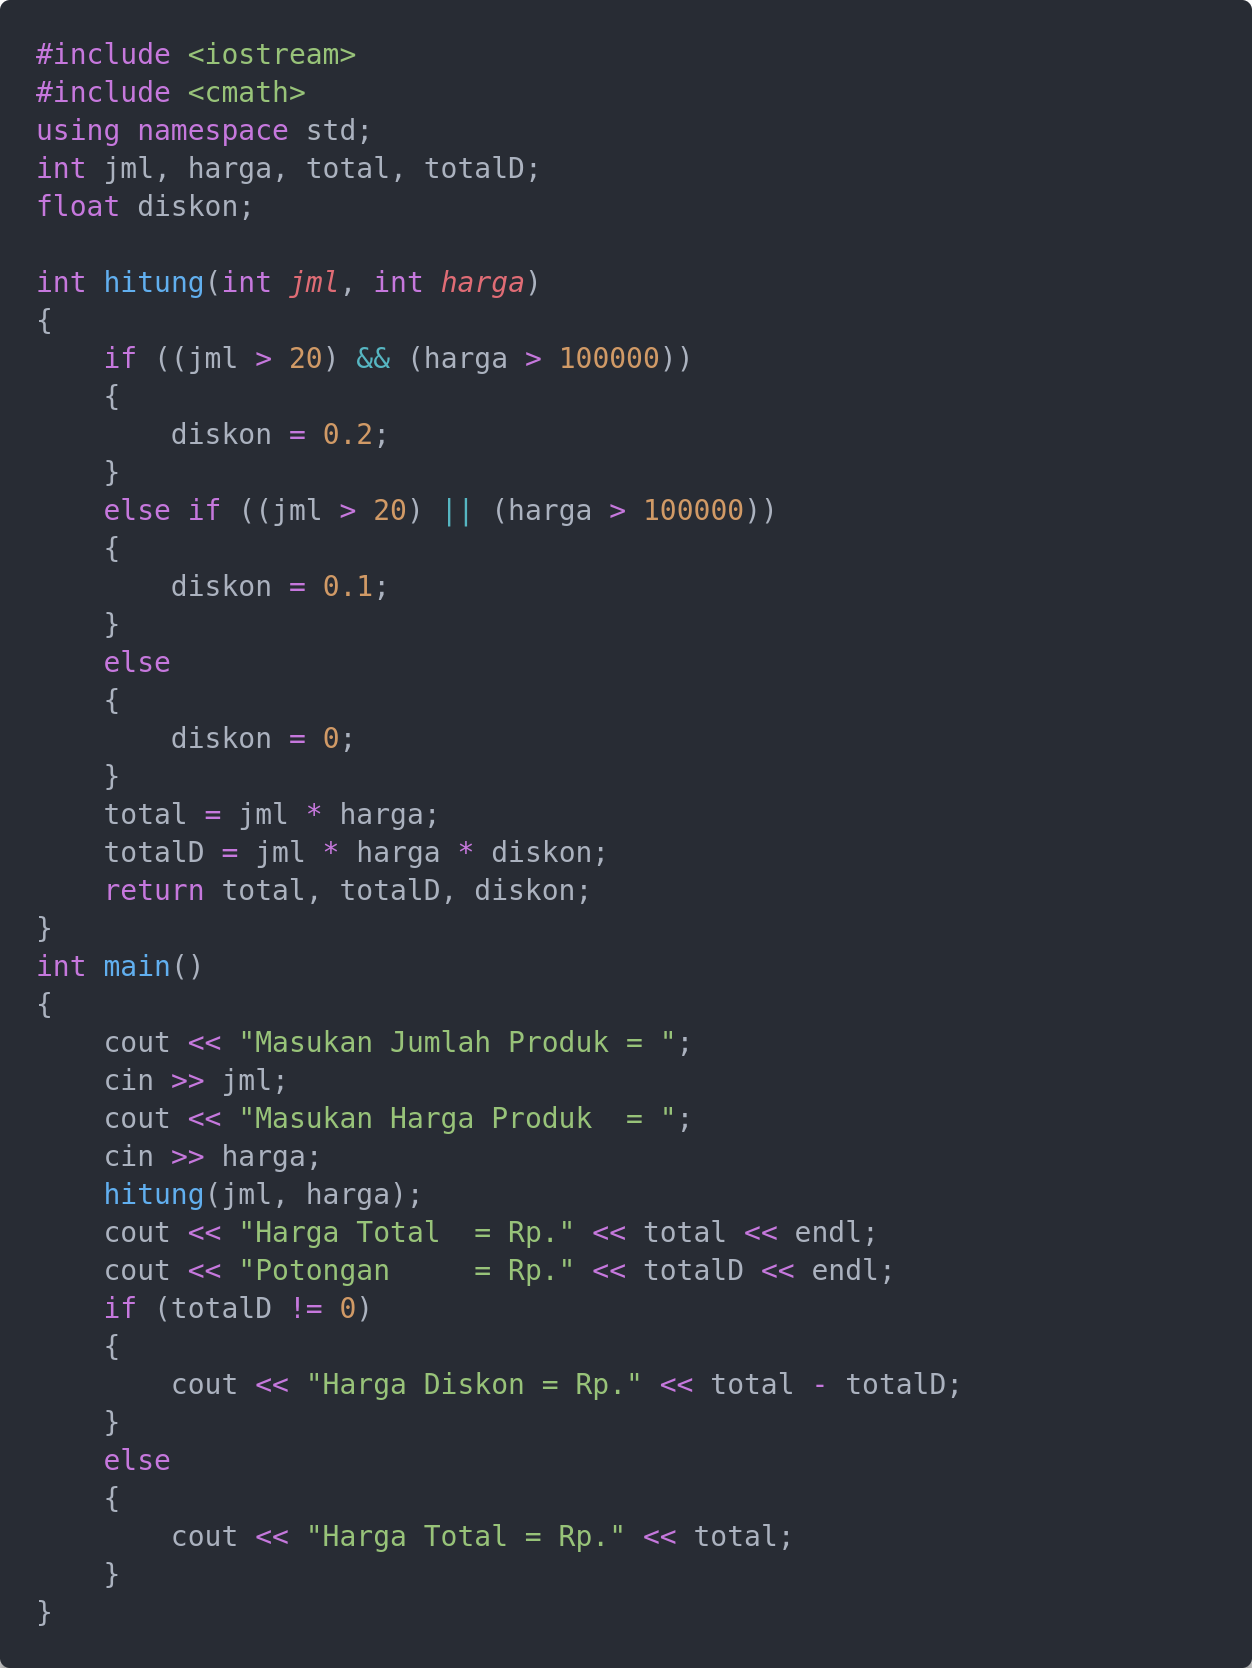 #include <iostream>
#include <cmath>
using namespace std;
int jml, harga, total, totalD;
float diskon;

int hitung(int jml, int harga)
{
    if ((jml > 20) && (harga > 100000))
    {
        diskon = 0.2;
    }
    else if ((jml > 20) || (harga > 100000))
    {
        diskon = 0.1;
    }
    else
    {
        diskon = 0;
    }
    total = jml * harga;
    totalD = jml * harga * diskon;
    return total, totalD, diskon;
}
int main()
{
    cout << "Masukan Jumlah Produk = ";
    cin >> jml;
    cout << "Masukan Harga Produk  = ";
    cin >> harga;
    hitung(jml, harga);
    cout << "Harga Total  = Rp." << total << endl;
    cout << "Potongan     = Rp." << totalD << endl;
    if (totalD != 0)
    {
        cout << "Harga Diskon = Rp." << total - totalD;
    }
    else
    {
        cout << "Harga Total = Rp." << total;
    }
}